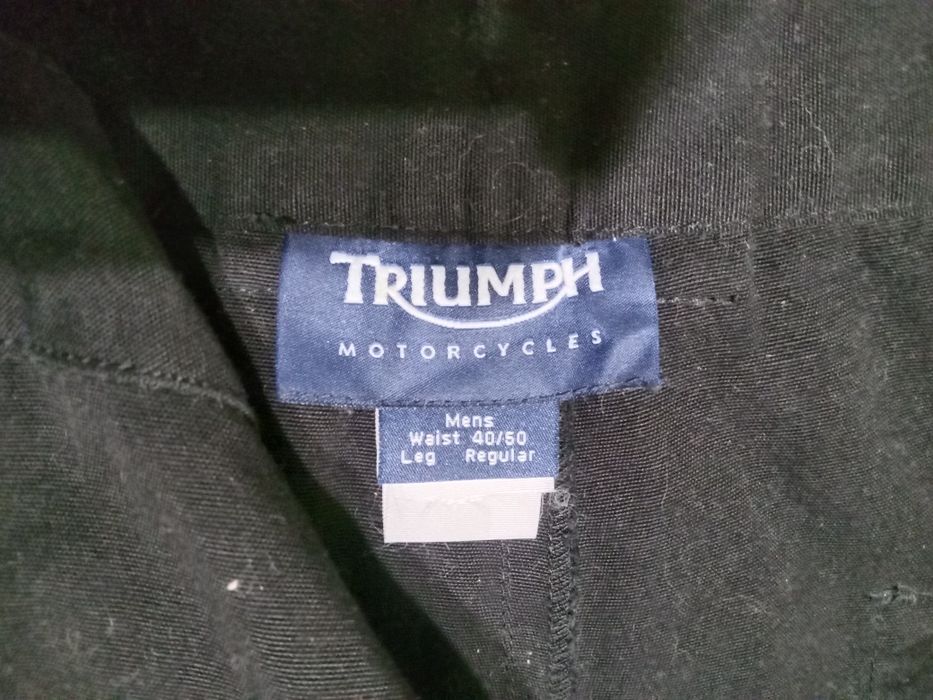 TRIUMPH
MOTORCYCLES
Mens
Waist 40/50
Leg Regular